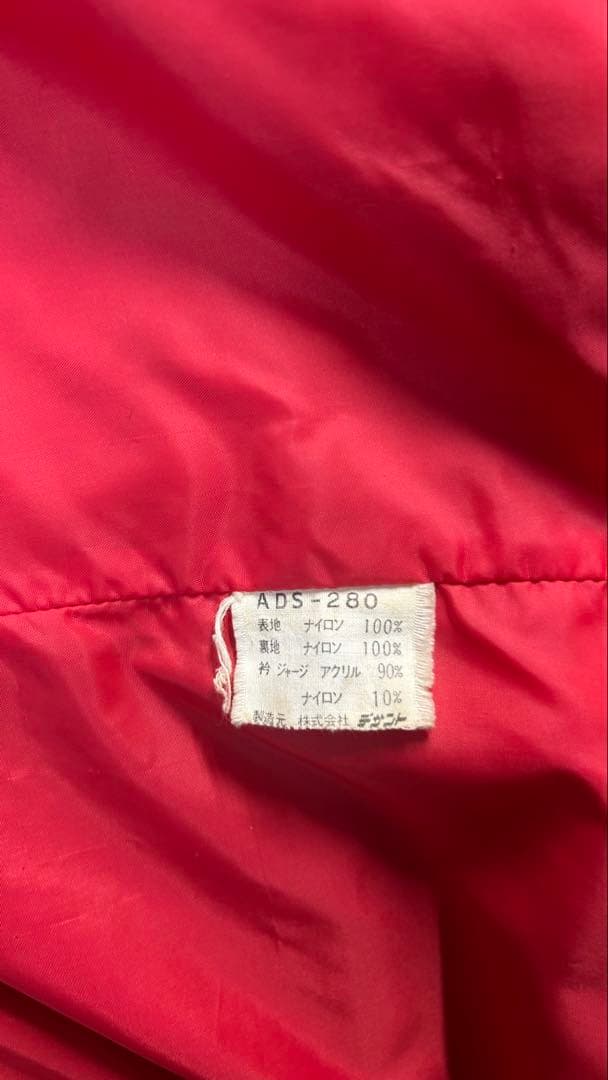 ADS-280
表地 ナイロン 100%
裏地 ナイロン 100%
衿 ジャージ アクリル 90%
ナイロン 10%
製造元 株式会社 デサント